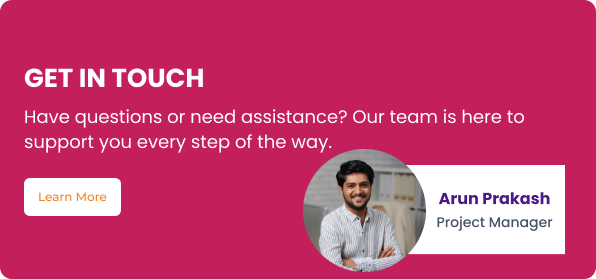 GET IN TOUCH
Have questions or need assistance? Our team is here to
support you every step of the way.
Learn More
Arun Prakash
Project Manager